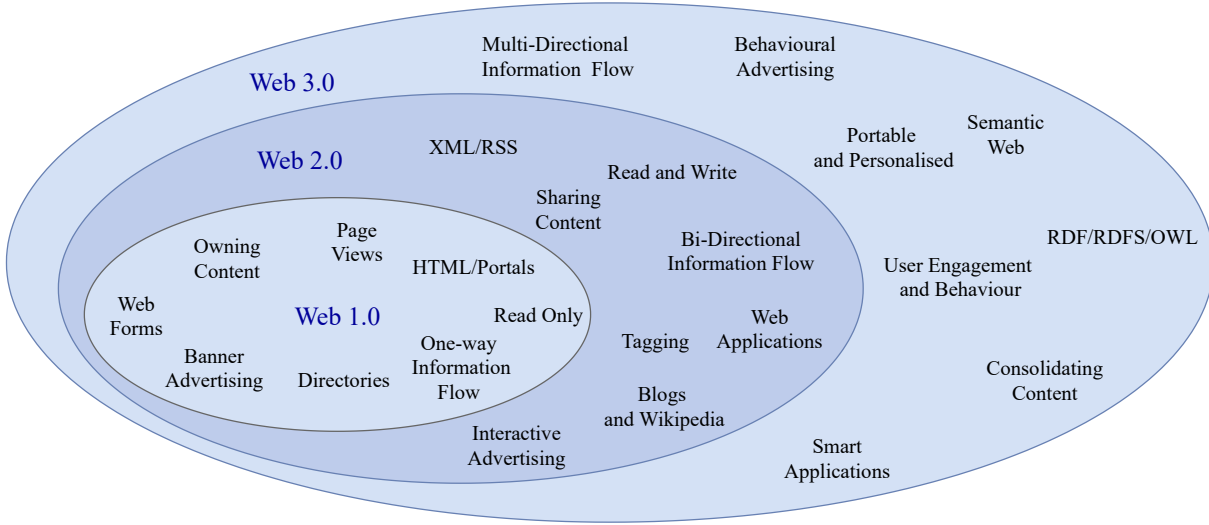 Multi-Directional
Information Flow
Behavioural
Advertising
Web 3.0
Portable
and Personalised
Semantic
Web
RDF/RDFS/OWL
User Engagement
and Behaviour
Consolidating
Content
Smart
Applications
Web 2.0
XML/RSS
Read and Write
Sharing
Content
Bi-Directional
Information Flow
Tagging
Web
Applications
Blogs
and Wikipedia
Interactive
Advertising
Page
Views
Owning
Content
HTML/Portals
Web
Forms
Web 1.0
Read Only
Banner
Advertising
Directories
One-way
Information
Flow